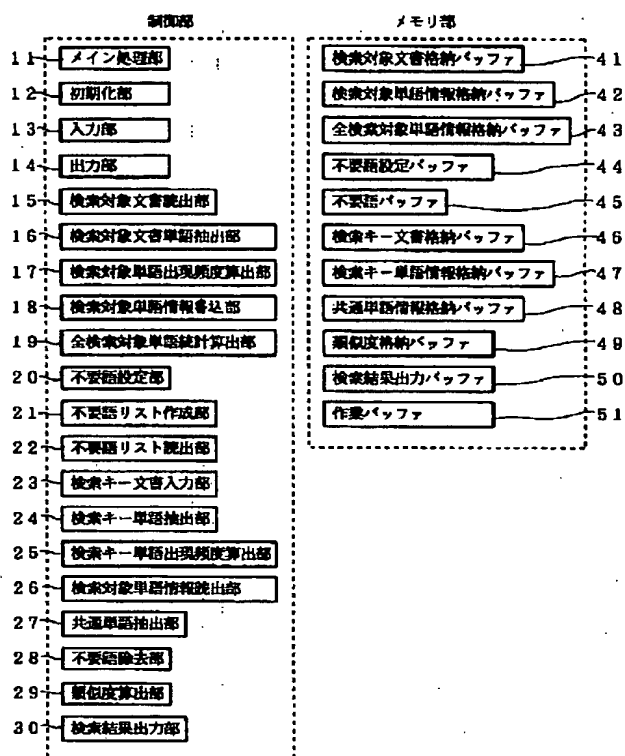 制御部
11 メイン処理部
12 初期化部
13 入力部
14 出力部
15 検索対象文書読出部
16 検索対象文書単語抽出部
17 検索対象単語出現頻度算出部
18 検索対象単語情報書込部
19 全検索対象単語統計算出部
20 不要語設定部
21 不要語リスト作成部
22 不要語リスト読出部
23 検索キー文書入力部
24 検索キー単語抽出部
25 検索キー単語出現頻度算出部
26 検索対象単語情報読出部
27 共通単語抽出部
28 不要語除去部
29 類似度算出部
30 検索結果出力部
メモリ部
検索対象文書格納バッファ 41
検索対象単語情報格納バッファ 42
全検索対象単語情報格納バッファ 43
不要語設定バッファ 44
不要語バッファ 45
検索キー文書格納バッファ 46
検索キー単語情報格納バッファ 47
共通単語情報格納バッファ 48
類似度格納バッファ 49
検索結果出力バッファ 50
作業バッファ 51